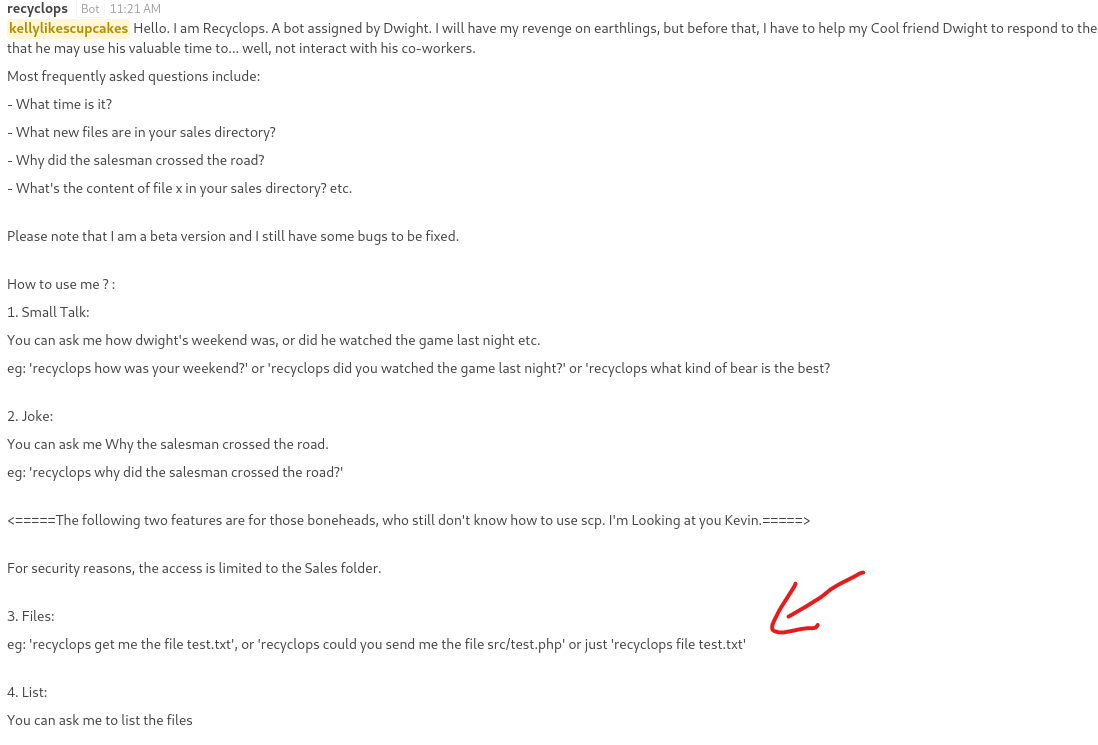 recyclops Bot 11:21 AM
kellylikescupcakes Hello. I am Recyclops. A bot assigned by Dwight. I will have my revenge on earthlings, but before that, I have to help my Cool friend Dwight to respond to the
that he may use his valuable time to... well, not interact with his co-workers.
Most frequently asked questions include:
- What time is it?
- What new files are in your sales directory?
- Why did the salesman crossed the road?
- What's the content of file x in your sales directory? etc.
Please note that I am a beta version and I still have some bugs to be fixed.
How to use me ? :
1. Small Talk:
You can ask me how dwight's weekend was, or did he watched the game last night etc.
eg: 'recyclops how was your weekend?' or 'recyclops did you watched the game last night?' or 'recyclops what kind of bear is the best?
2. Joke:
You can ask me Why the salesman crossed the road.
eg: 'recyclops why did the salesman crossed the road?'
<=====The following two features are for those boneheads, who still don't know how to use scp. I'm Looking at you Kevin.=====>
For security reasons, the access is limited to the Sales folder.
3. Files:
eg: 'recyclops get me the file test.txt', or 'recyclops could you send me the file src/test.php' or just 'recyclops file test.txt'
4. List:
You can ask me to list the files